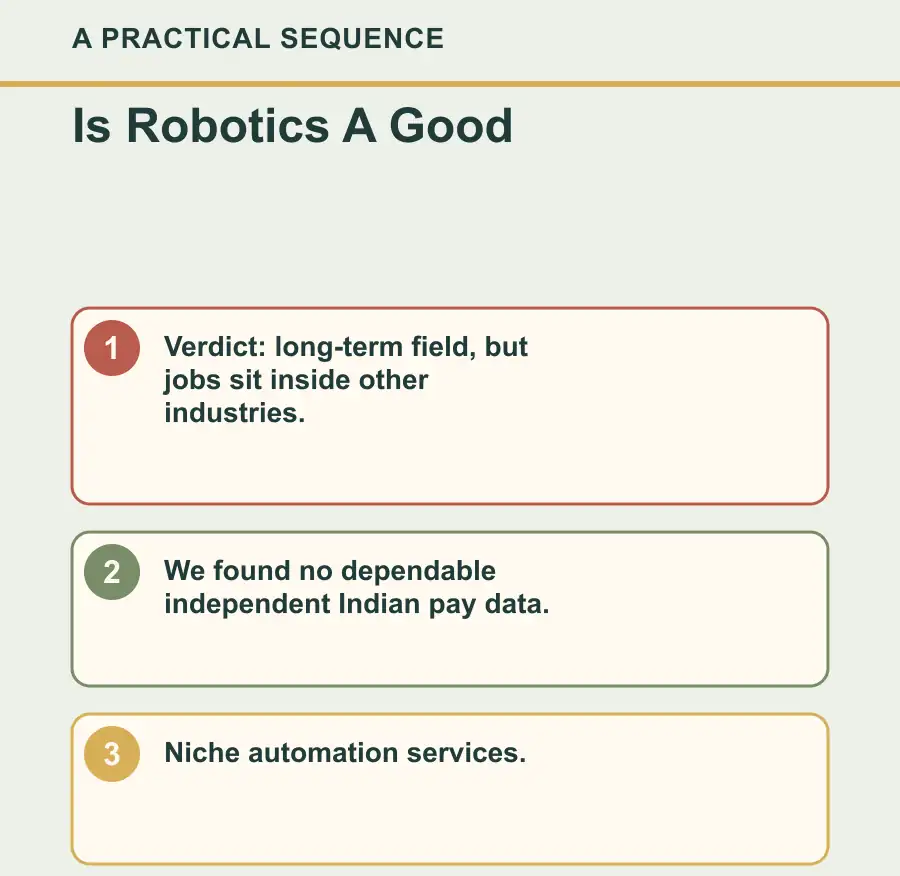 A PRACTICAL SEQUENCE
Is Robotics A Good
1
Verdict: long-term field, but
jobs sit inside other
industries.
2
We found no dependable
independent Indian pay data.
3
Niche automation services.